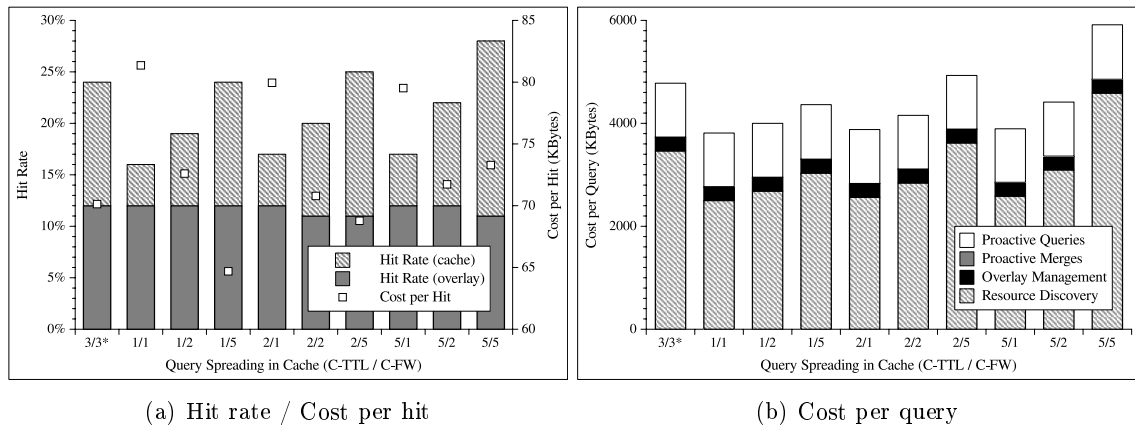 30%
25%
20%
15%
10%
5%
0%
Hit Rate
85
80
75
70
65
60
Cost per Hit (KBytes)
Hit Rate (cache)
Hit Rate (overlay)
Cost per Hit
3/3* 1/1 1/2 1/5 2/1 2/2 2/5 5/1 5/2 5/5
Query Spreading in Cache (C-TTL / C-FW)
(a) Hit rate / Cost per hit
6000
4000
2000
0
Cost per Query (KBytes)
Proactive Queries
Proactive Merges
Overlay Management
Resource Discovery
3/3* 1/1 1/2 1/5 2/1 2/2 2/5 5/1 5/2 5/5
Query Spreading in Cache (C-TTL / C-FW)
(b) Cost per query